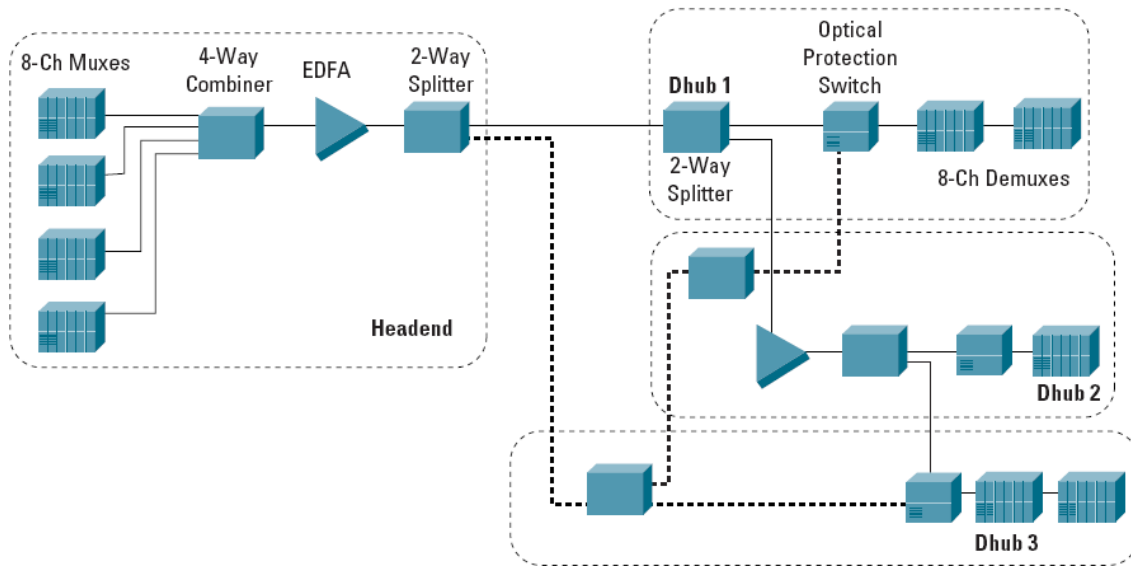 8-Ch Muxes
4-Way
Combiner
EDFA
2-Way
Splitter
Headend
Dhub 1
2-Way
Splitter
Optical
Protection
Switch
8-Ch Demuxes
Dhub 2
Dhub 3